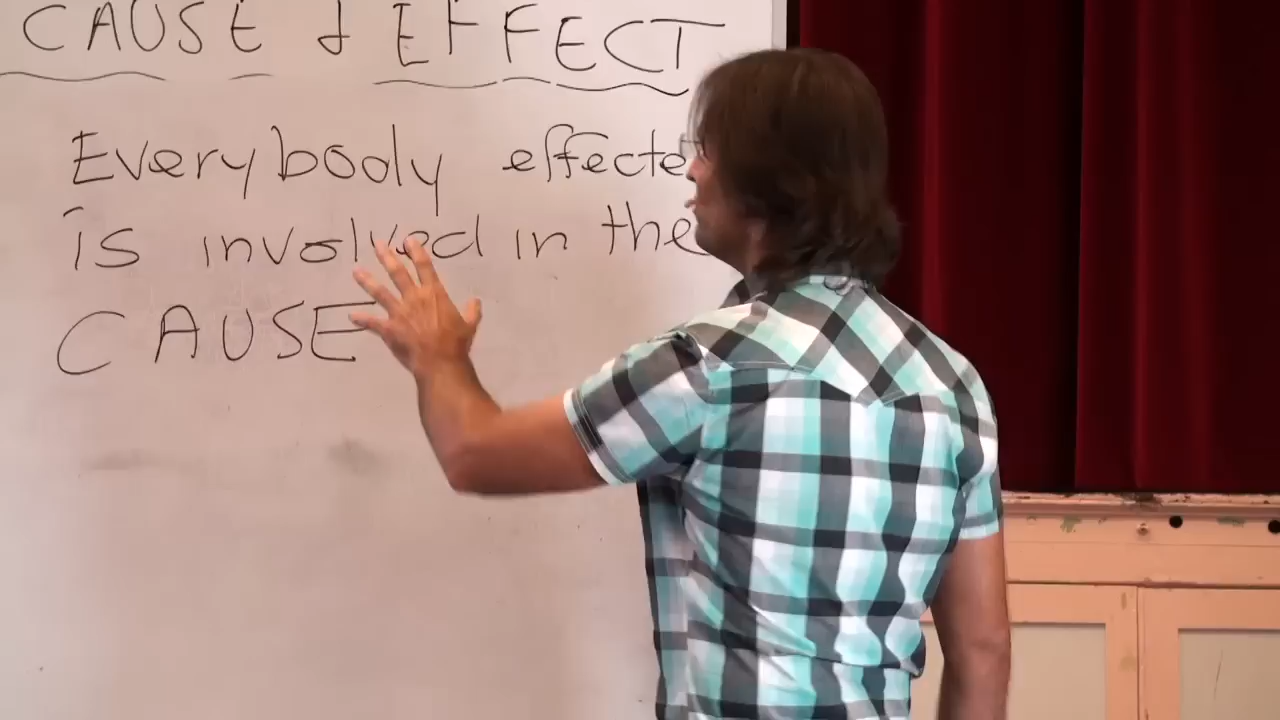 CAUSE & EFFECT
Everybody effecte
is involved in the
CAUSE